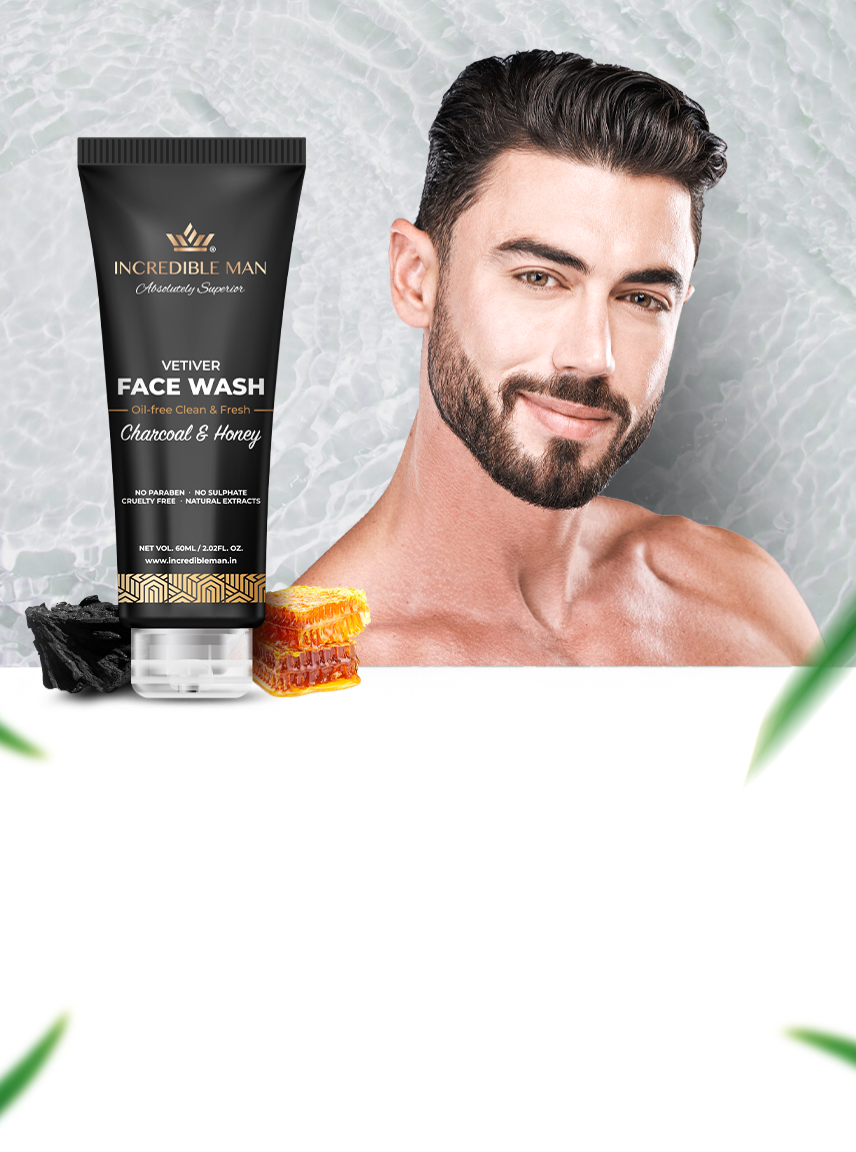 ®
INCREDIBLE MAN
Absolutely Superior
VETIVER
FACE WASH
Oil-free Clean & Fresh
Charcoal & Honey
NO PARABEN · NO SULPHATE
CRUELTY FREE · NATURAL EXTRACTS
NET VOL. 60ML / 2.02FL. OZ.
www.incredibleman.in